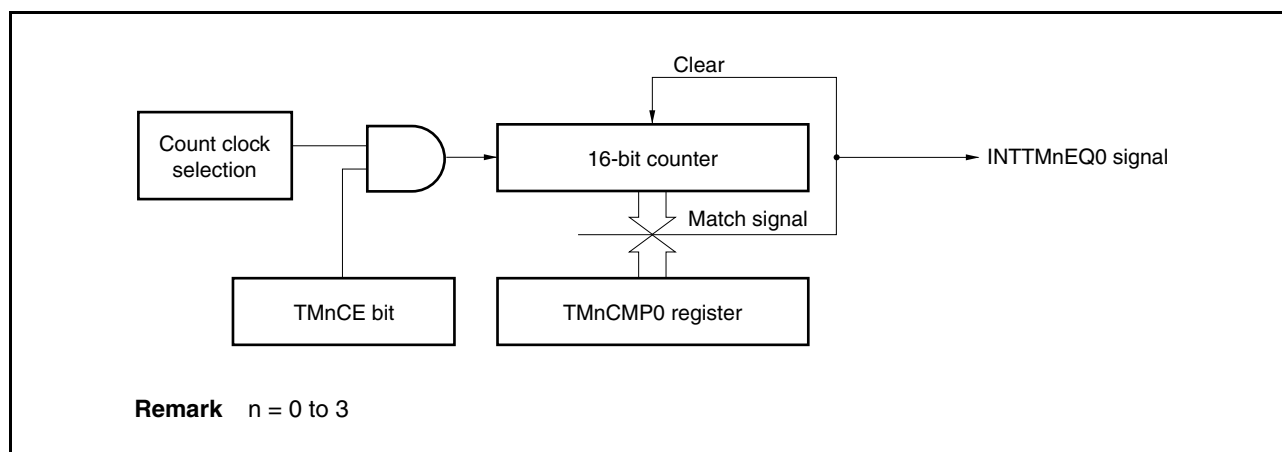 Clear
Count clock
selection
16-bit counter
INTTMnEQ0 signal
Match signal
TMnCE bit
TMnCMP0 register
Remark n = 0 to 3